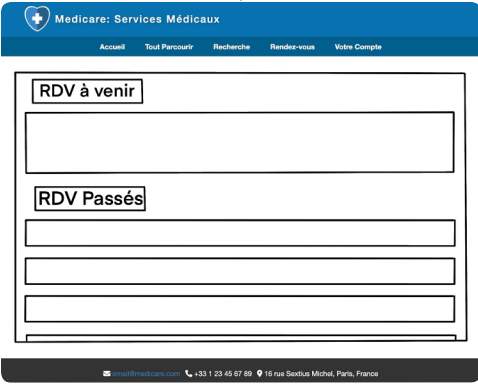 Medicare: Services Médicaux
Accueil Tout Parcourir Recherche Rendez-vous Votre Compte
RDV à venir
RDV Passés
email@medicare.com +33 1 23 45 67 89 16 rue Sextius Michel, Paris, France